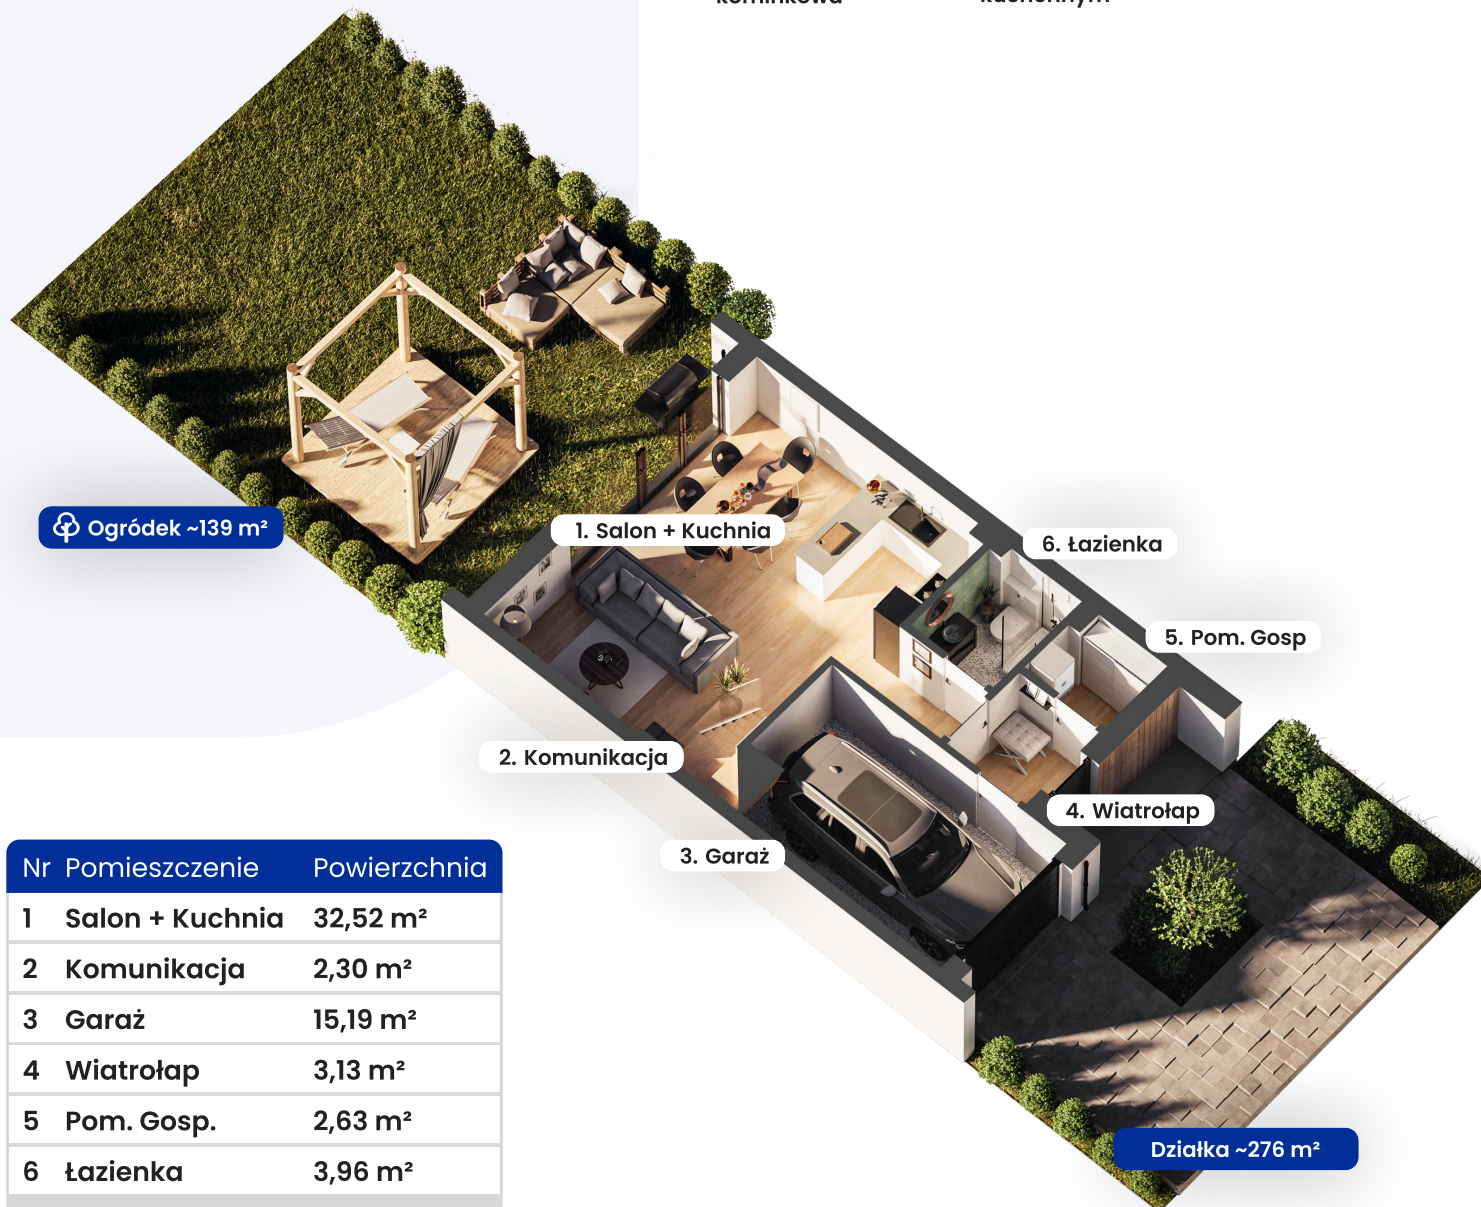 kominkowa
kuchennym
Ogródek ~139 m²
1. Salon + Kuchnia
6. Łazienka
5. Pom. Gosp
2. Komunikacja
4. Wiatrołap
3. Garaż
Nr Pomieszczenie Powierzchnia
1 Salon + Kuchnia 32,52 m²
2 Komunikacja 2,30 m²
3 Garaż 15,19 m²
4 Wiatrołap 3,13 m²
5 Pom. Gosp. 2,63 m²
6 Łazienka 3,96 m²
Działka ~276 m²